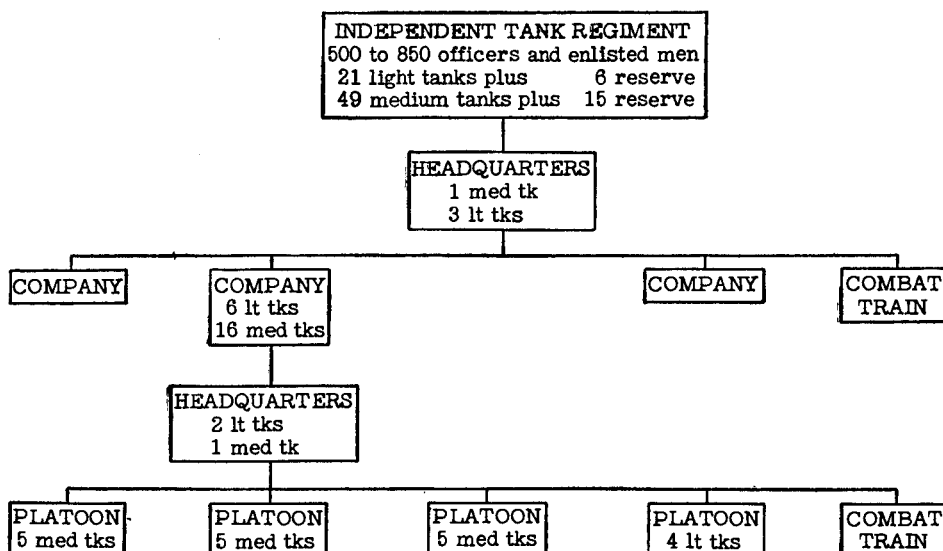 INDEPENDENT TANK REGIMENT
500 to 850 officers and enlisted men
21 light tanks plus 6 reserve
49 medium tanks plus 15 reserve
HEADQUARTERS
1 med tk
3 lt tks
COMPANY
COMPANY
6 lt tks
16 med tks
COMPANY
COMBAT
TRAIN
HEADQUARTERS
2 lt tks
1 med tk
PLATOON
5 med tks
PLATOON
5 med tks
PLATOON
5 med tks
PLATOON
4 lt tks
COMBAT
TRAIN